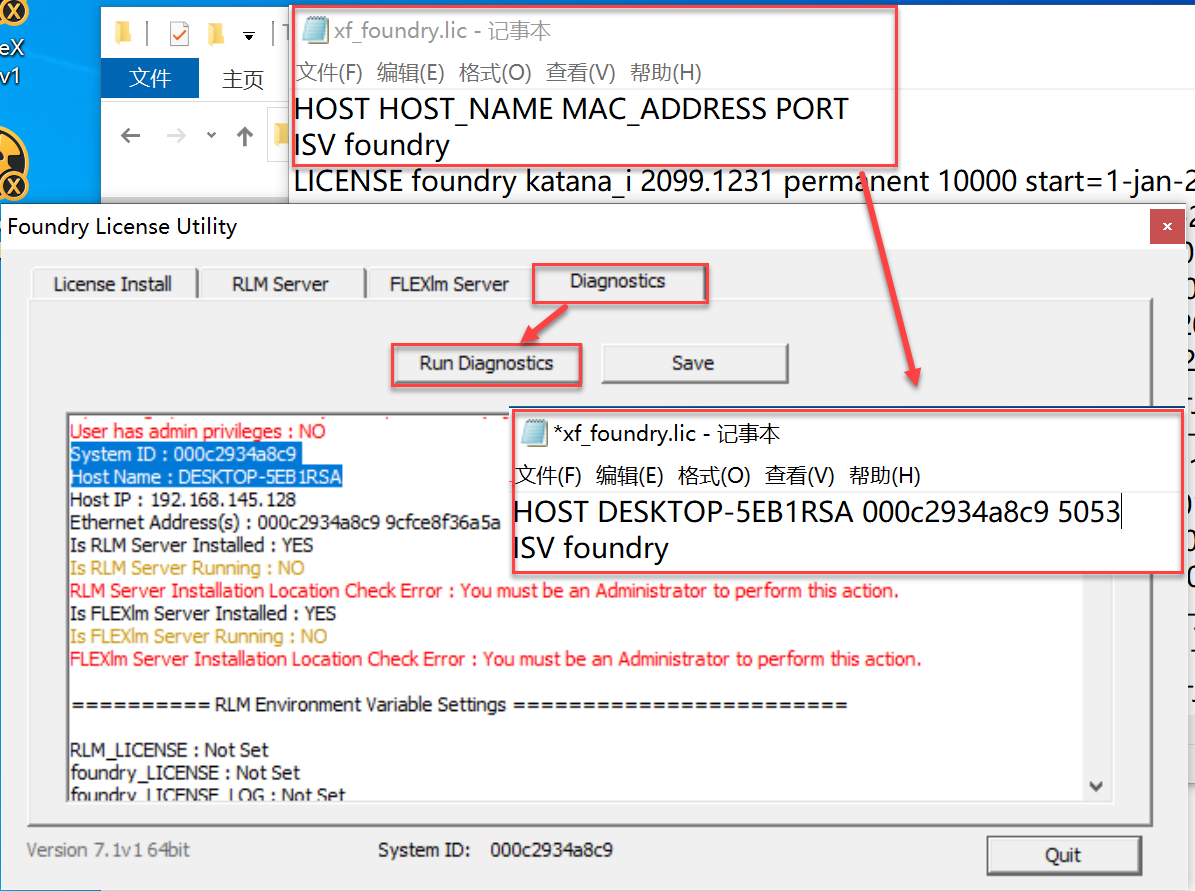 eX
v1
文件
主页
xf_foundry.lic - 记事本
文件(F) 编辑(E) 格式(O) 查看(V) 帮助(H)
HOST HOST_NAME MAC_ADDRESS PORT
ISV foundry
LICENSE foundry katana_i 2099.1231 permanent 10000 start=1-jan-2
Foundry License Utility
License Install
RLM Server
FLEXlm Server
Diagnostics
Run Diagnostics
Save
User has admin privileges : NO
System ID : 000c2934a8c9
Host Name : DESKTOP-5EB1RSA
Host IP : 192.168.145.128
Ethernet Address(s) : 000c2934a8c9 9cfce8f36a5a
Is RLM Server Installed : YES
Is RLM Server Running : NO
RLM Server Installation Location Check Error : You must be an Administrator to perform this action.
Is FLEXlm Server Installed : YES
Is FLEXlm Server Running : NO
FLEXlm Server Installation Location Check Error : You must be an Administrator to perform this action.
========== RLM Environment Variable Settings ========================
RLM_LICENSE : Not Set
foundry_LICENSE : Not Set
foundry_LICENSE_LOG : Not Set
*xf_foundry.lic - 记事本
文件(F) 编辑(E) 格式(O) 查看(V) 帮助(H)
HOST DESKTOP-5EB1RSA 000c2934a8c9 5053
ISV foundry
Version 7.1v1 64bit
System ID: 000c2934a8c9
Quit